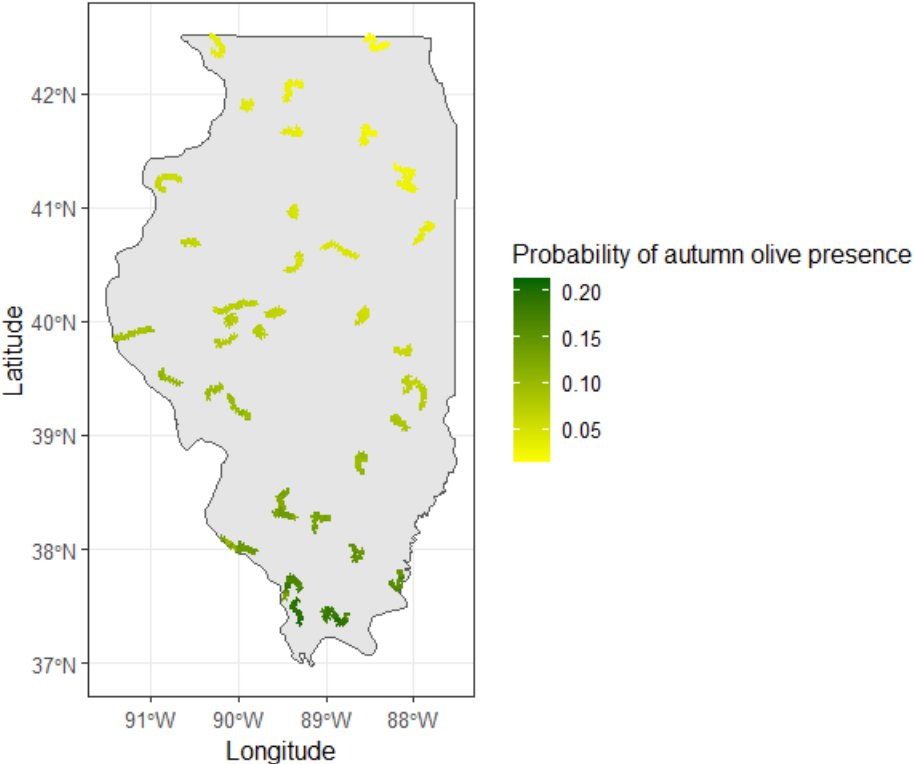 42°N
41°N
40°N
39°N
38°N
37°N
Latitude
91°W 90°W 89°W 88°W
Longitude
Probability of autumn olive presence
0.20
0.15
0.10
0.05